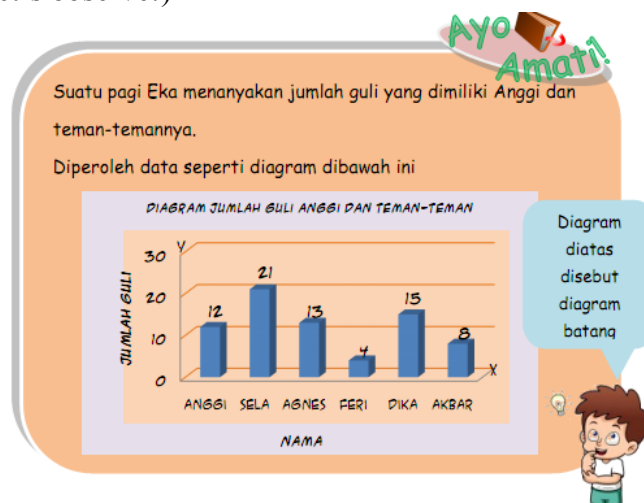 Ayo
Amati!
Suatu pagi Eka menanyakan jumlah guli yang dimiliki Anggi dan
teman-temannya.
Diperoleh data seperti diagram dibawah ini
DIAGRAM JUMLAH GULI ANGGI DAN TEMAN-TEMAN
JUMLAH GULI
Y
30
20
10
0
12
21
13
4
15
8
X
ANGGI SELA AGNES FERI DIKA AKBAR
NAMA
Diagram
diatas
disebut
diagram
batang